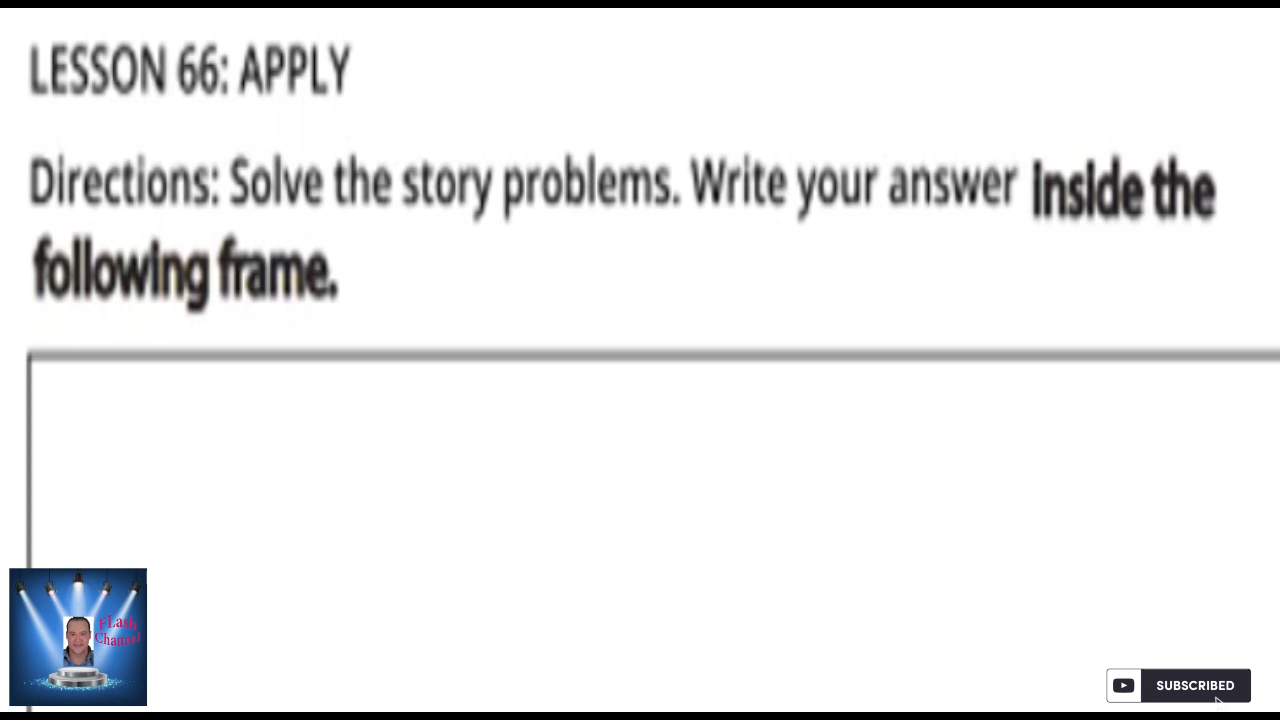 LESSON 66: APPLY
Directions: Solve the story problems. Write your answer inside the
following frame.
FLash
Channel
SUBSCRIBED